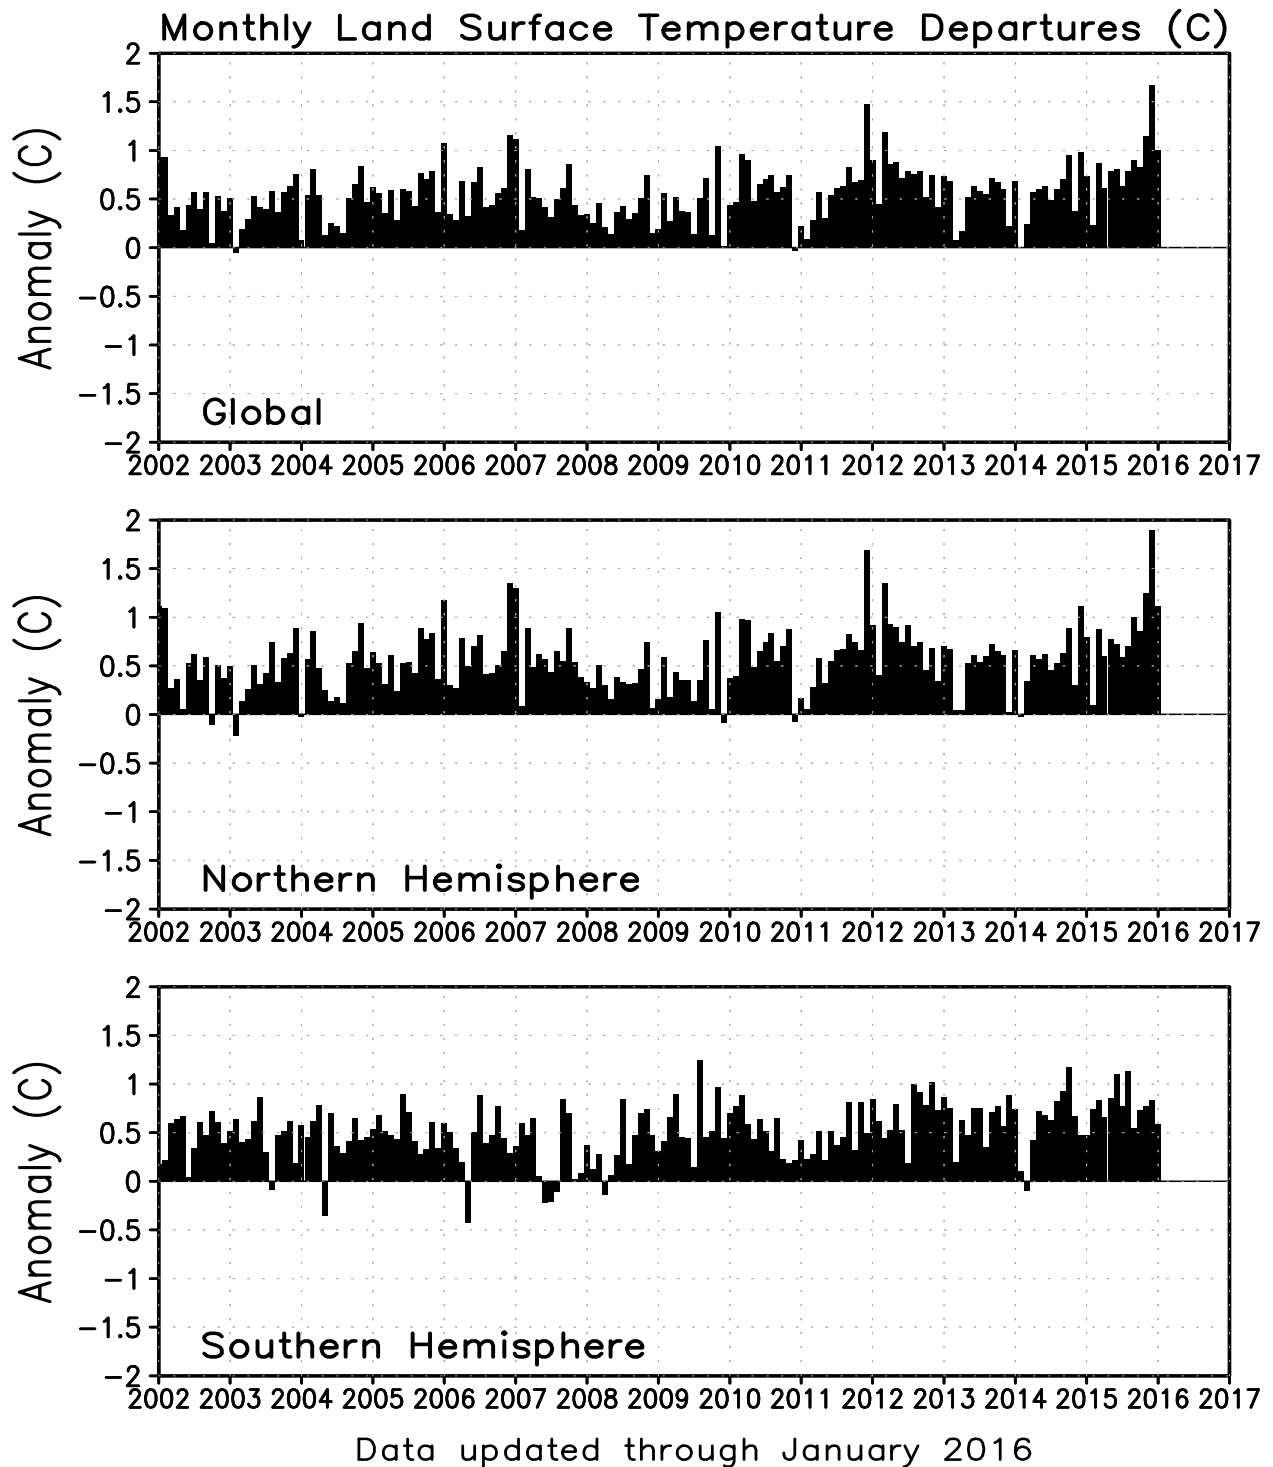 Monthly Land Surface Temperature Departures (C)
Anomaly (C)
2
1.5
1
0.5
0
−0.5
−1
−1.5
−2
Global
2002 2003 2004 2005 2006 2007 2008 2009 2010 2011 2012 2013 2014 2015 2016 2017
Anomaly (C)
2
1.5
1
0.5
0
−0.5
−1
−1.5
−2
Northern Hemisphere
2002 2003 2004 2005 2006 2007 2008 2009 2010 2011 2012 2013 2014 2015 2016 2017
Anomaly (C)
2
1.5
1
0.5
0
−0.5
−1
−1.5
−2
Southern Hemisphere
2002 2003 2004 2005 2006 2007 2008 2009 2010 2011 2012 2013 2014 2015 2016 2017
Data updated through January 2016